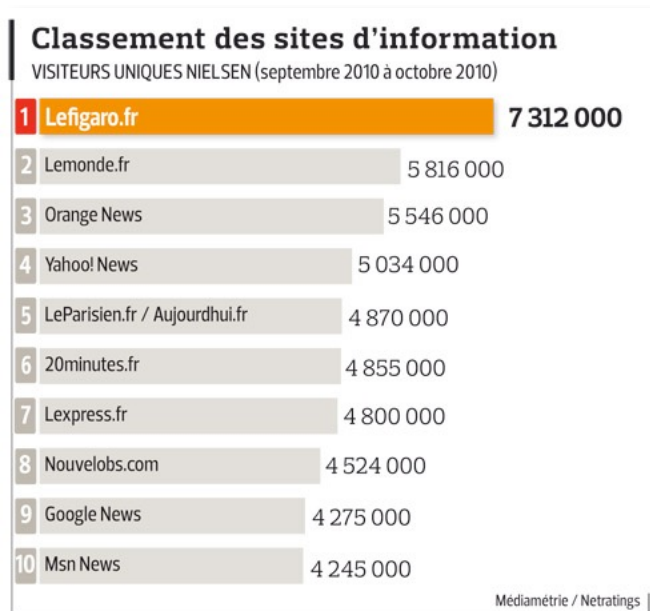 Classement des sites d'information
VISITEURS UNIQUES NIELSEN (septembre 2010 à octobre 2010)
1 Lefigaro.fr 7 312 000
2 Lemonde.fr 5 816 000
3 Orange News 5 546 000
4 Yahoo! News 5 034 000
5 LeParisien.fr / Aujourdhui.fr 4 870 000
6 20minutes.fr 4 855 000
7 Lexpress.fr 4 800 000
8 Nouvelobs.com 4 524 000
9 Google News 4 275 000
10 Msn News 4 245 000
Médiamétrie / Netratings